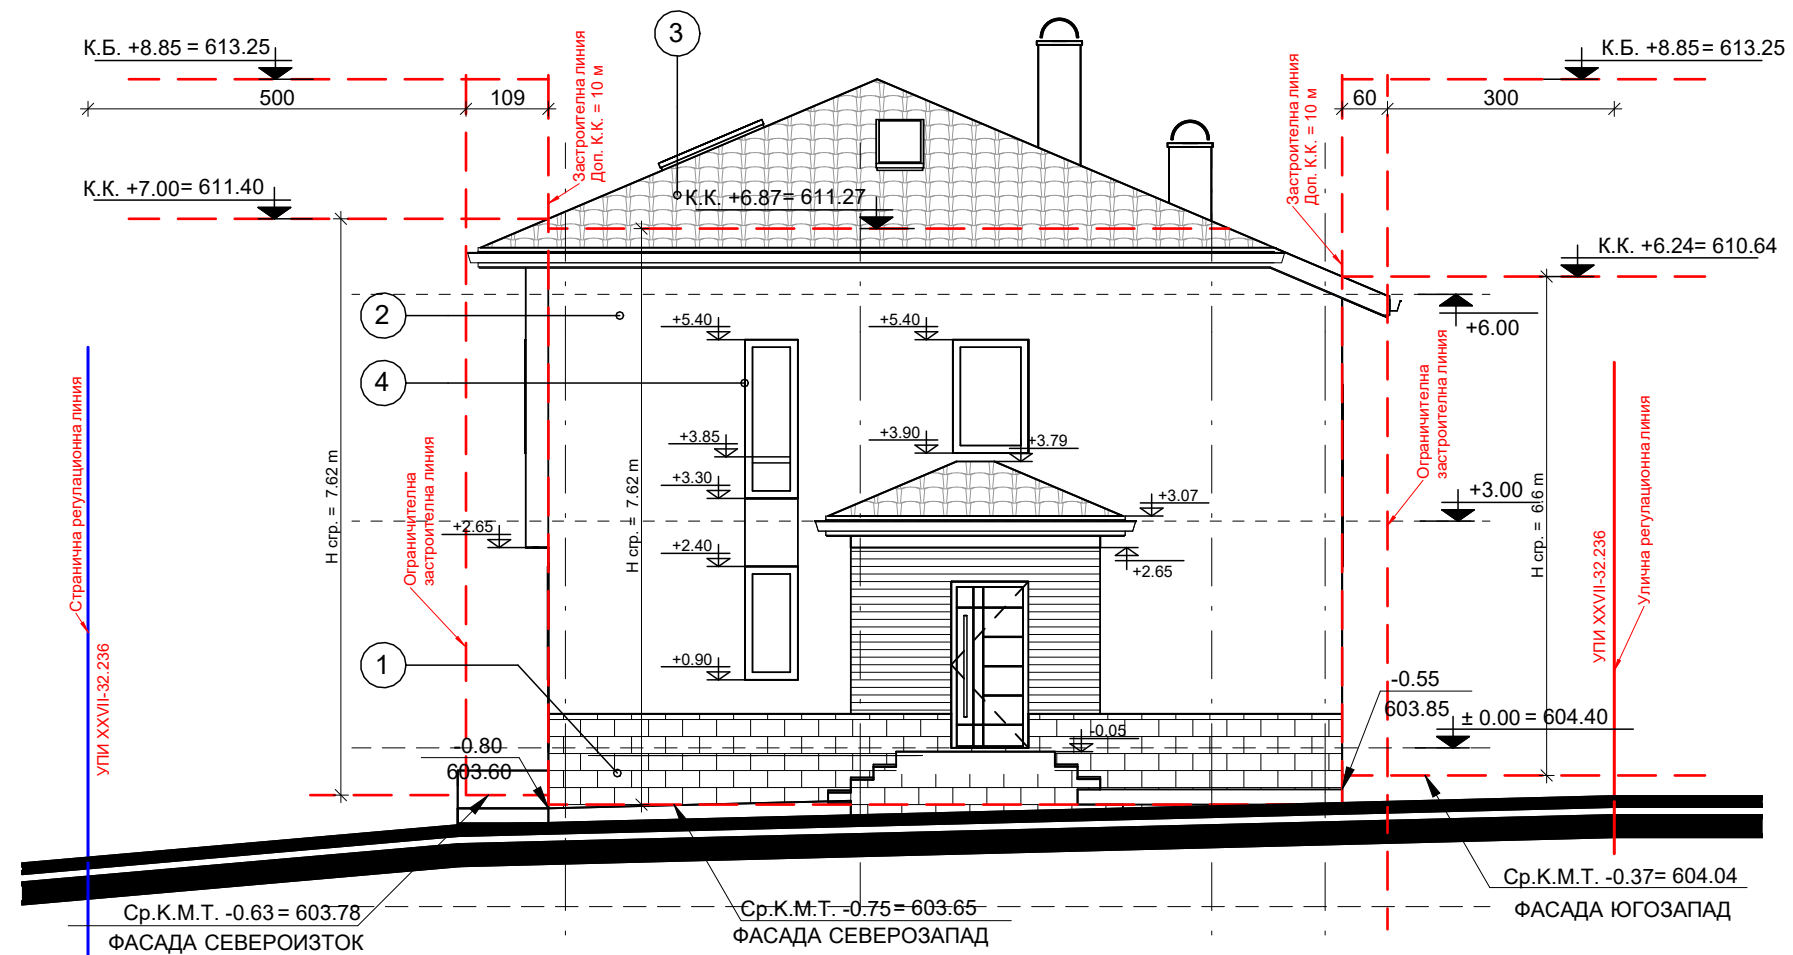 К.Б. +8.85 = 613.25
500
109
Застроителна линия
Доп. К.К. = 10 м
3
Застроителна линия
Доп. К.К. = 10 м
60
300
К.Б. +8.85 = 613.25
К.К. +7.00 = 611.40
К.К. +6.87 = 611.27
К.К. +6.24 = 610.64
2
+5.40
+5.40
+6.00
4
+3.85
+3.90
+3.79
+3.30
+3.07
+3.00
+2.65
+2.40
+2.65
Странична регулационна линия
УПИ XXVII-32.236
Ограничителна
застроителна линия
H сгр. = 7.62 m
H сгр. = 7.62 m
Ограничителна
застроителна линия
H сгр. = 6.6 m
УПИ XXVII-32.236
Улична регулационна линия
1
+0.90
-0.55
603.85
± 0.00 = 604.40
-0.05
-0.80
603.60
Ср.К.М.Т. -0.63 = 603.78
ФАСАДА СЕВЕРОИЗТОК
Ср.К.М.Т. -0.75 = 603.65
ФАСАДА СЕВЕРОЗАПАД
Ср.К.М.Т. -0.37 = 604.04
ФАСАДА ЮГОЗАПАД